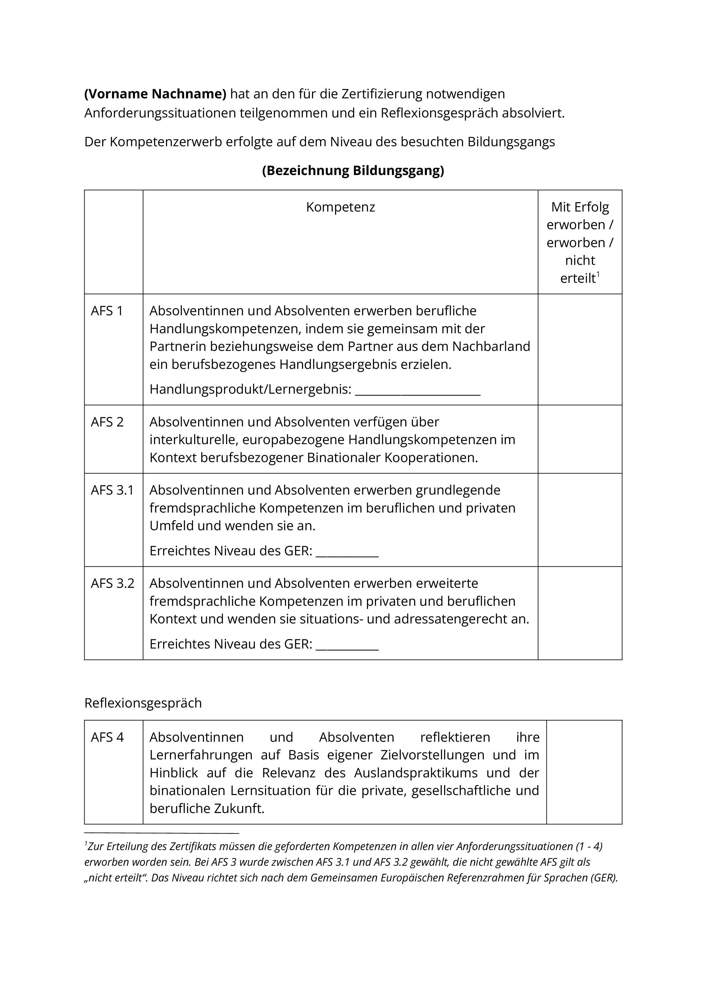 (Vorname Nachname) hat an den für die Zertifizierung notwendigen
Anforderungssituationen teilgenommen und ein Reflexionsgespräch absolviert.
Der Kompetenzerwerb erfolgte auf dem Niveau des besuchten Bildungsgangs
(Bezeichnung Bildungsgang)
Kompetenz
Mit Erfolg
erworben /
erworben /
nicht
erteilt¹
AFS 1
Absolventinnen und Absolventen erwerben berufliche
Handlungskompetenzen, indem sie gemeinsam mit der
Partnerin beziehungsweise dem Partner aus dem Nachbarland
ein berufsbezogenes Handlungsergebnis erzielen.
Handlungsprodukt/Lernergebnis: ______________________
AFS 2
Absolventinnen und Absolventen verfügen über
interkulturelle, europabezogene Handlungskompetenzen im
Kontext berufsbezogener Binationaler Kooperationen.
AFS 3.1
Absolventinnen und Absolventen erwerben grundlegende
fremdsprachliche Kompetenzen im beruflichen und privaten
Umfeld und wenden sie an.
Erreichtes Niveau des GER: ___________
AFS 3.2
Absolventinnen und Absolventen erwerben erweiterte
fremdsprachliche Kompetenzen im privaten und beruflichen
Kontext und wenden sie situations- und adressatengerecht an.
Erreichtes Niveau des GER: ___________
Reflexionsgespräch
AFS 4
Absolventinnen und Absolventen reflektieren ihre
Lernerfahrungen auf Basis eigener Zielvorstellungen und im
Hinblick auf die Relevanz des Auslandspraktikums und der
binationalen Lernsituation für die private, gesellschaftliche und
berufliche Zukunft.
¹Zur Erteilung des Zertifikats müssen die geforderten Kompetenzen in allen vier Anforderungssituationen (1 - 4)
erworben worden sein. Bei AFS 3 wurde zwischen AFS 3.1 und AFS 3.2 gewählt, die nicht gewählte AFS gilt als
„nicht erteilt“. Das Niveau richtet sich nach dem Gemeinsamen Europäischen Referenzrahmen für Sprachen (GER).